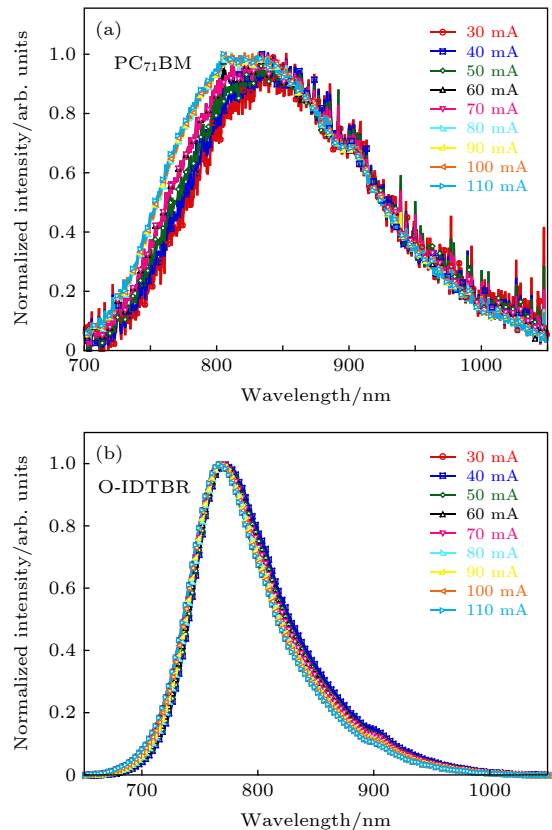 (a)
PC₇₁BM
30 mA
40 mA
50 mA
60 mA
70 mA
80 mA
90 mA
100 mA
110 mA
Normalized intensity/arb. units
1.0
0.8
0.6
0.4
0.2
0
700 800 900 1000
Wavelength/nm
(b)
O-IDTBR
30 mA
40 mA
50 mA
60 mA
70 mA
80 mA
90 mA
100 mA
110 mA
Normalized intensity/arb. units
1.0
0.8
0.6
0.4
0.2
0
700 800 900 1000
Wavelength/nm